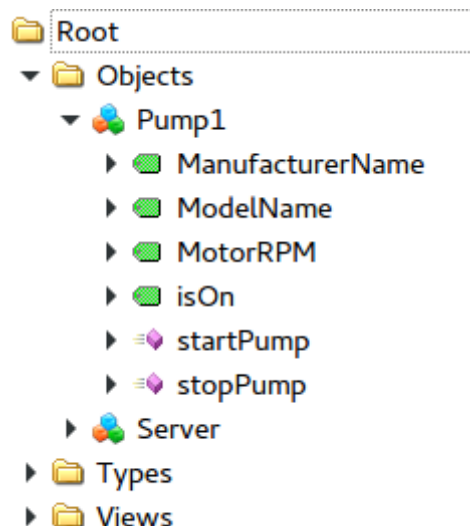 Root
Objects
Pump1
ManufacturerName
ModelName
MotorRPM
isOn
startPump
stopPump
Server
Types
Views